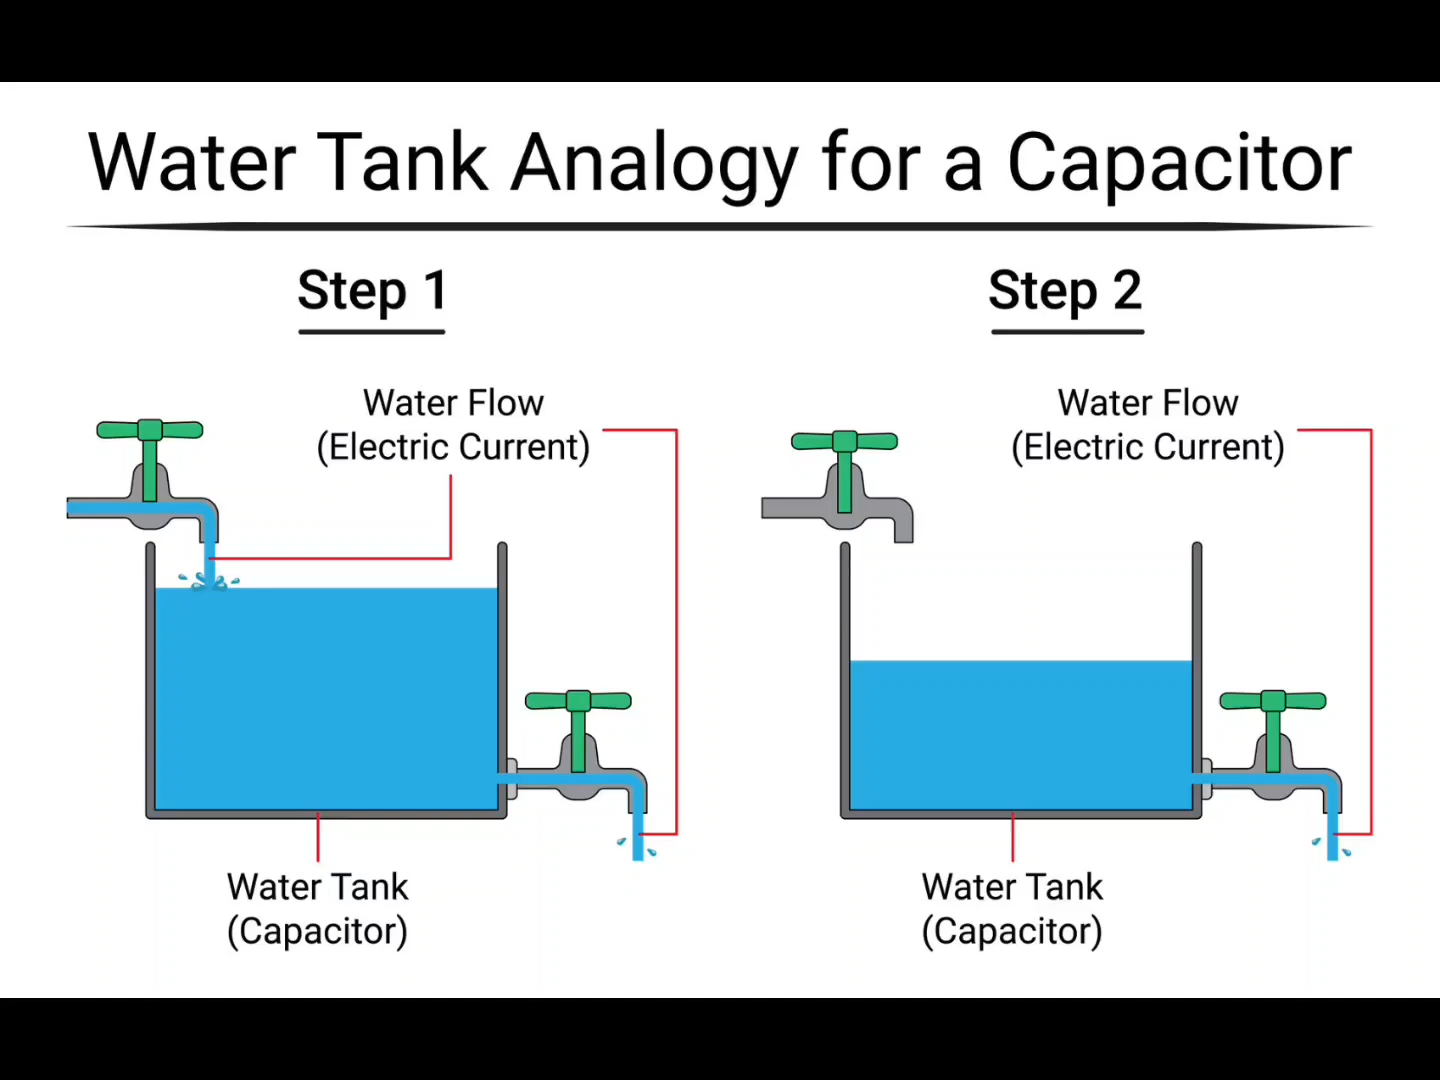 Water Tank Analogy for a Capacitor
Step 1
Water Flow
(Electric Current)
Water Tank
(Capacitor)
Step 2
Water Flow
(Electric Current)
Water Tank
(Capacitor)